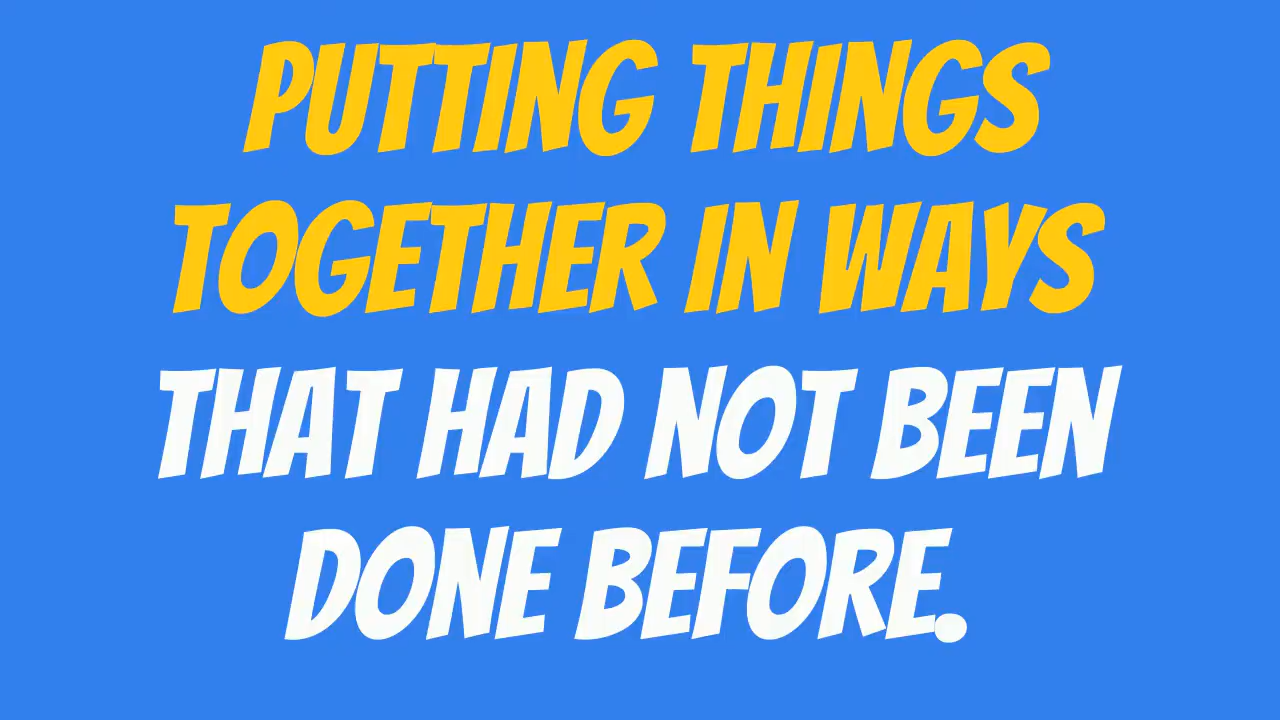 PUTTING THINGS
TOGETHER IN WAYS
THAT HAD NOT BEEN
DONE BEFORE.